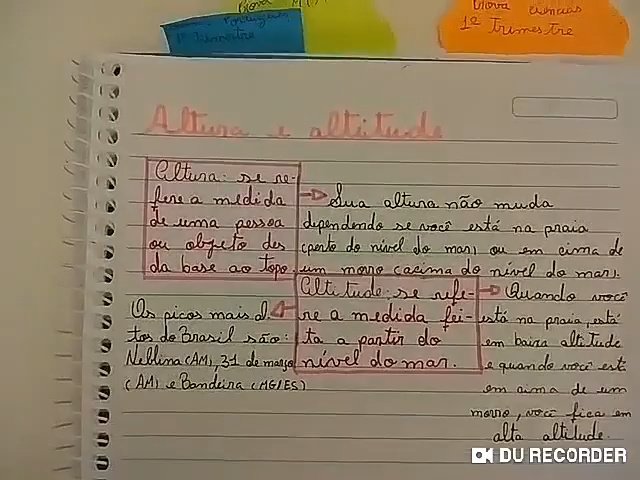 Prova
Português
1º Trimestre
Prova ciências
1º Trimestre
Altura e altitude
Altura: se re-
fere a medida
de uma pessoa
ou objeto des
da base ao topo.
Sua altura não muda
dependendo se você está na praia
(perto do nível do mar) ou em cima de
um morro (acima do nível do mar).
Altitude: se refe-
re a medida fei-
ta a partir do
nível do mar.
Quando você
está na praia, está
em baixa altitude
e quando você está
em cima de um
morro, você fica em
alta altitude.
Os picos mais al
tos do Brasil são:
Neblina (AM), 31 de março
(AM) e Bandeira (MG/ES)
DU RECORDER